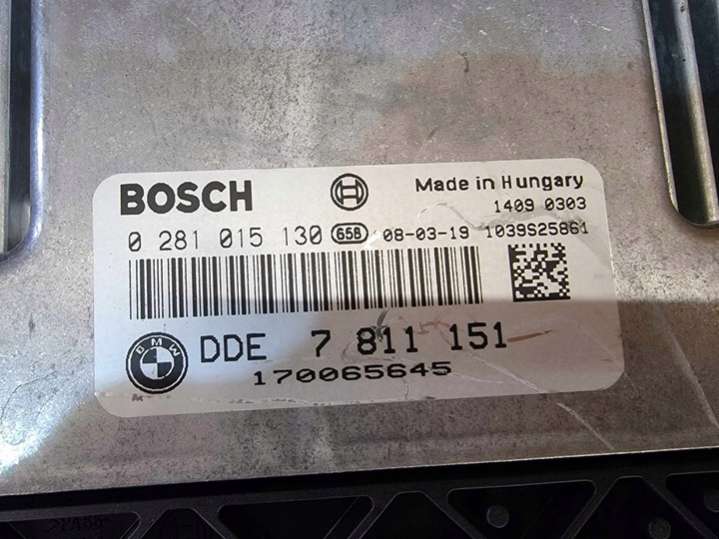 BOSCH Made in Hungary
1409 0303
0 281 015 130 658 08-03-19 1039S25861
BMW DDE 7 811 151
170065645